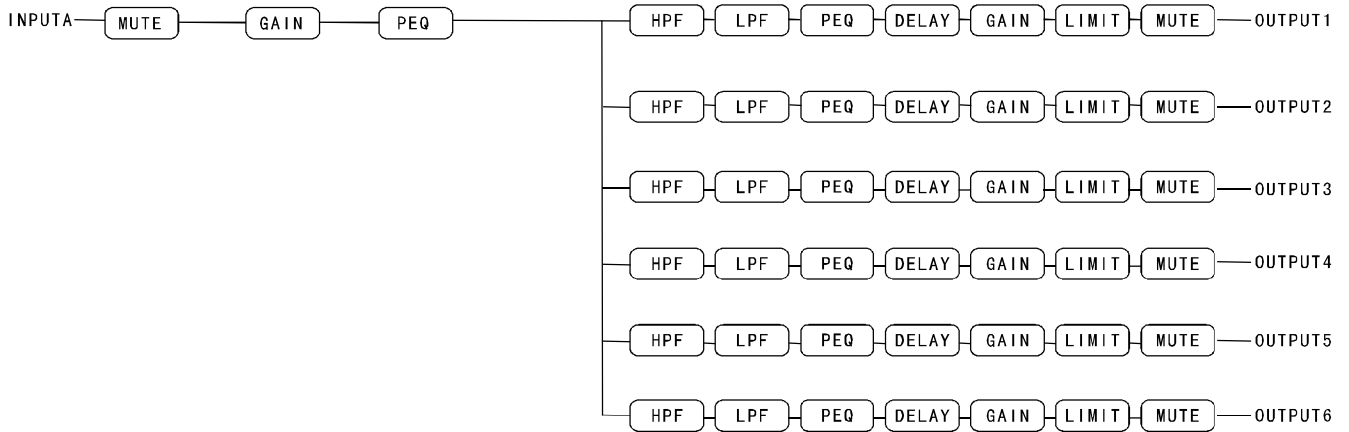 INPUTA MUTE GAIN PEQ HPF LPF PEQ DELAY GAIN LIMIT MUTE OUTPUT1
HPF LPF PEQ DELAY GAIN LIMIT MUTE OUTPUT2
HPF LPF PEQ DELAY GAIN LIMIT MUTE OUTPUT3
HPF LPF PEQ DELAY GAIN LIMIT MUTE OUTPUT4
HPF LPF PEQ DELAY GAIN LIMIT MUTE OUTPUT5
HPF LPF PEQ DELAY GAIN LIMIT MUTE OUTPUT6